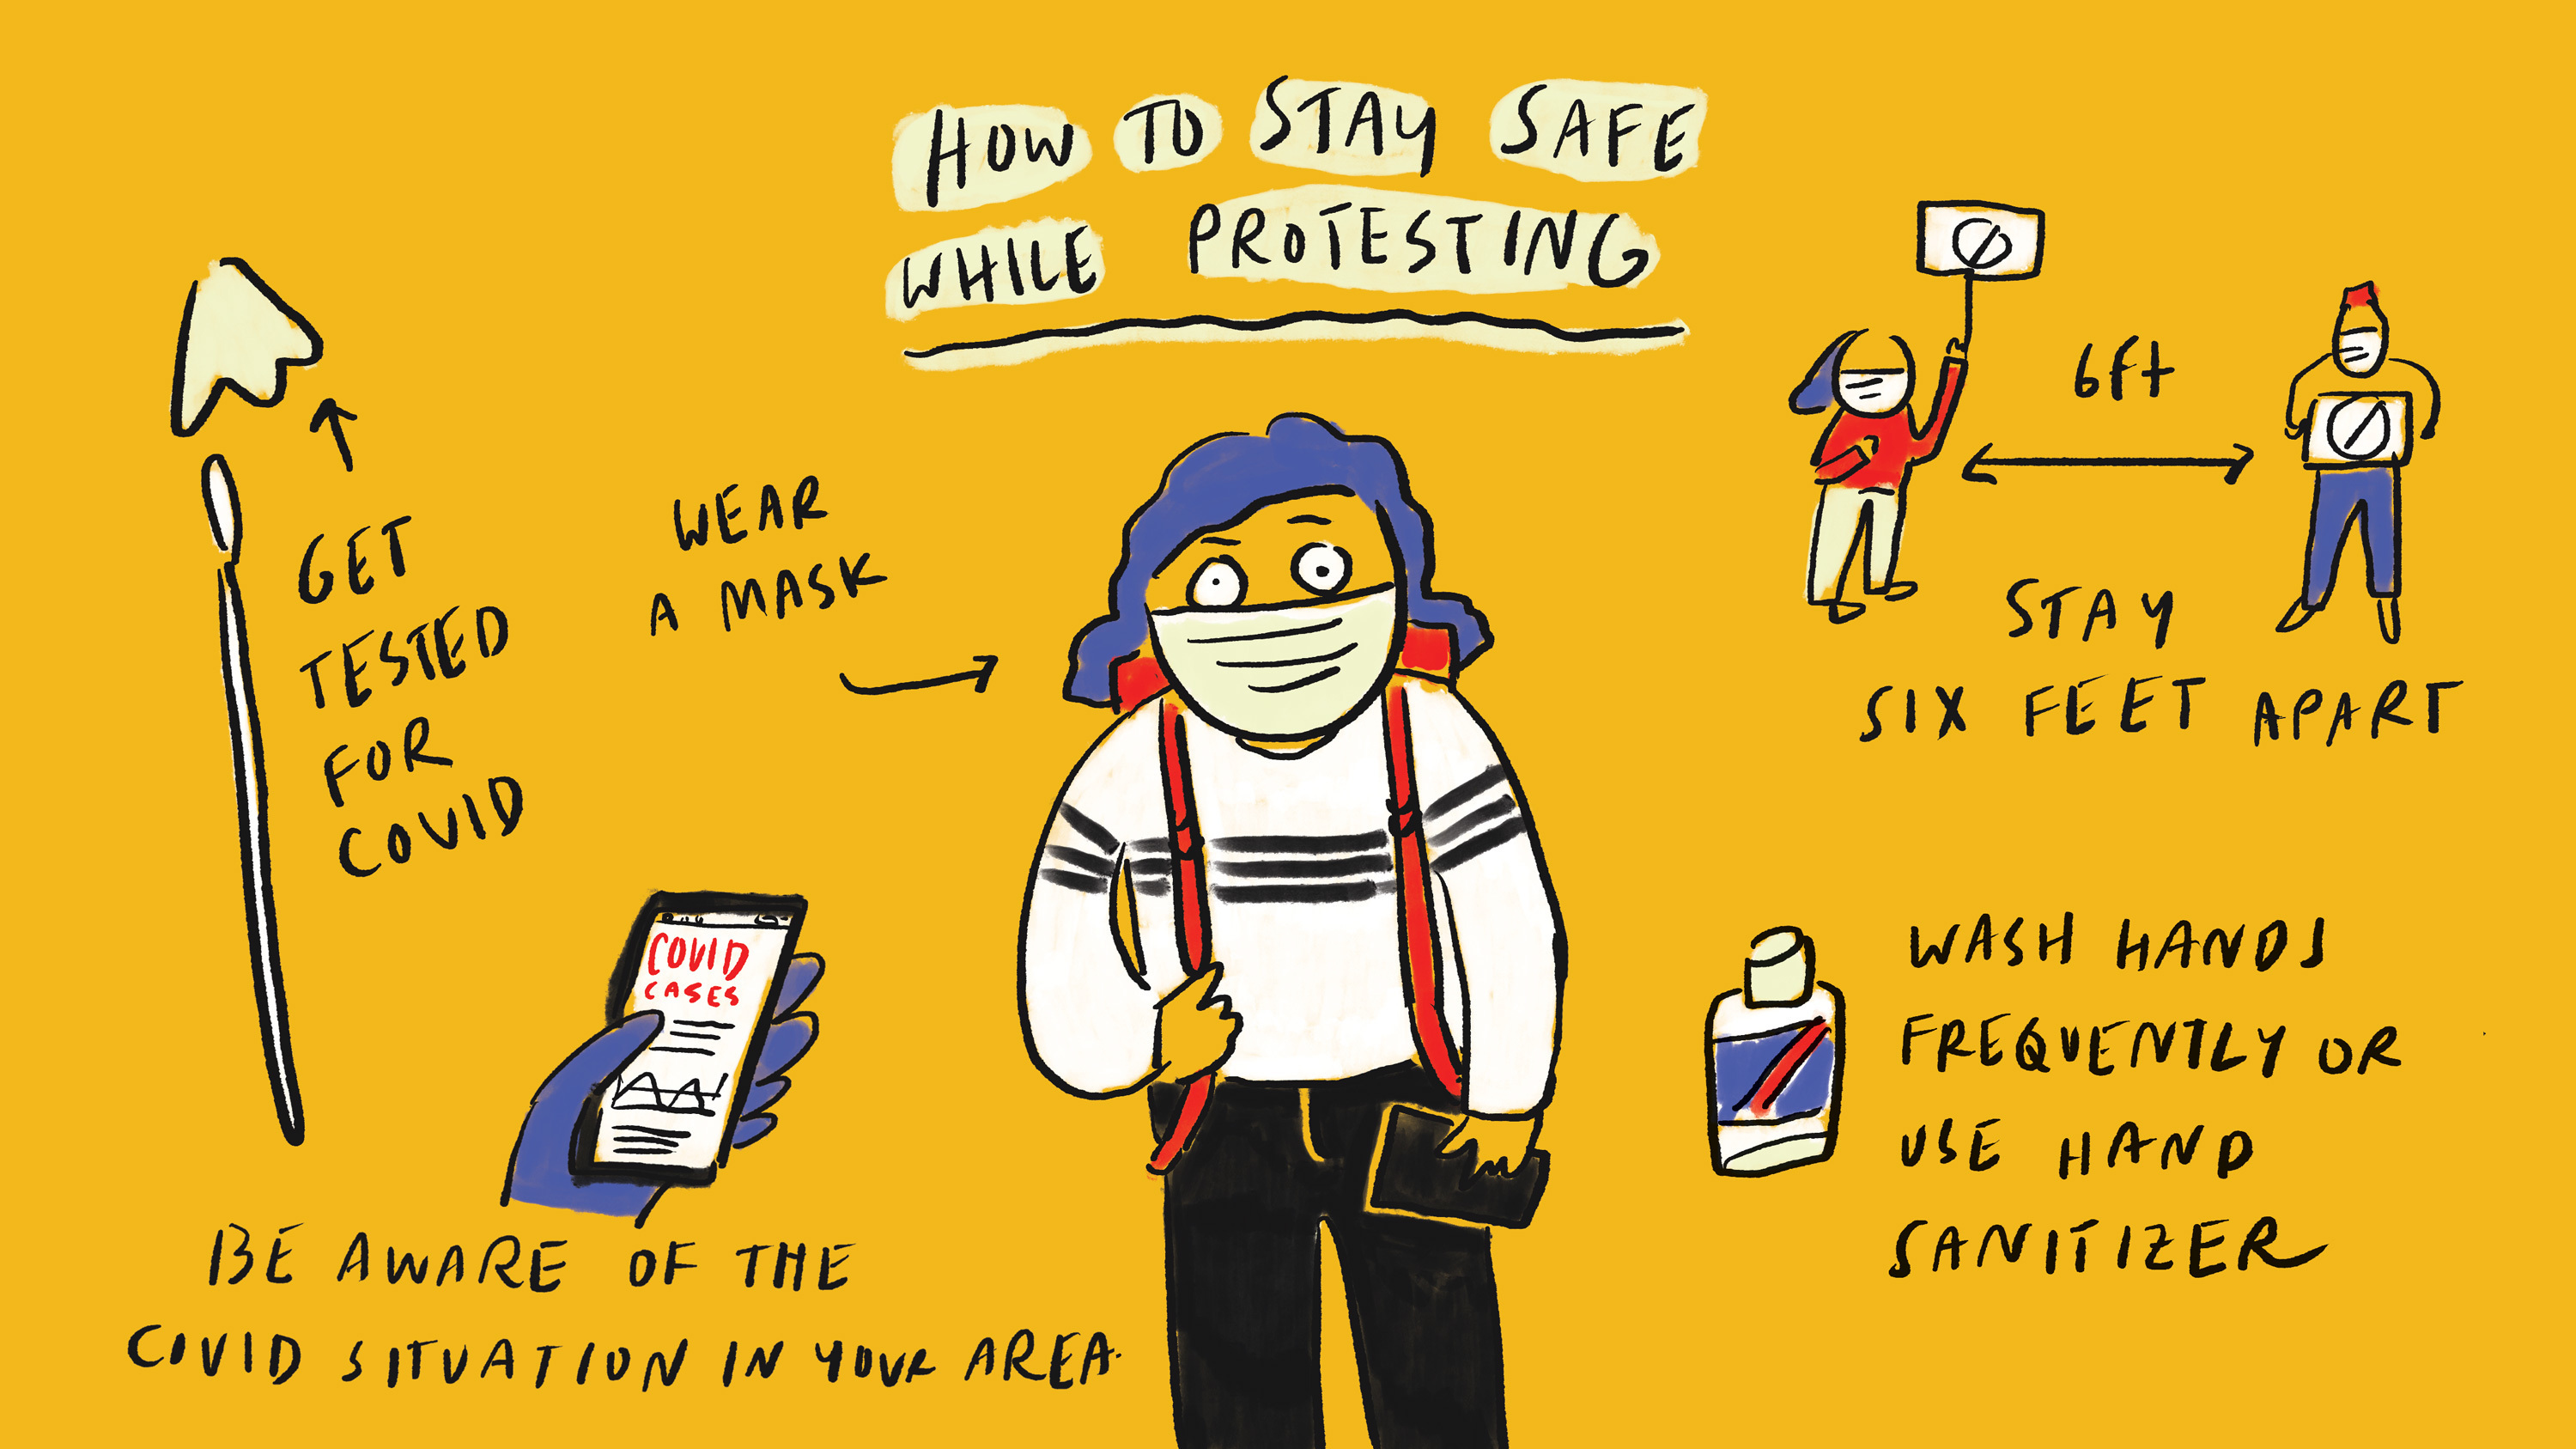 HOW TO STAY SAFE
WHILE PROTESTING
GET
TESTED
FOR
COVID
WEAR
A MASK
6ft
STAY
SIX FEET APART
COVID
CASES
BE AWARE OF THE
COVID SITUATION IN YOUR AREA.
WASH HANDS
FREQUENTLY OR
USE HAND
SANITIZER